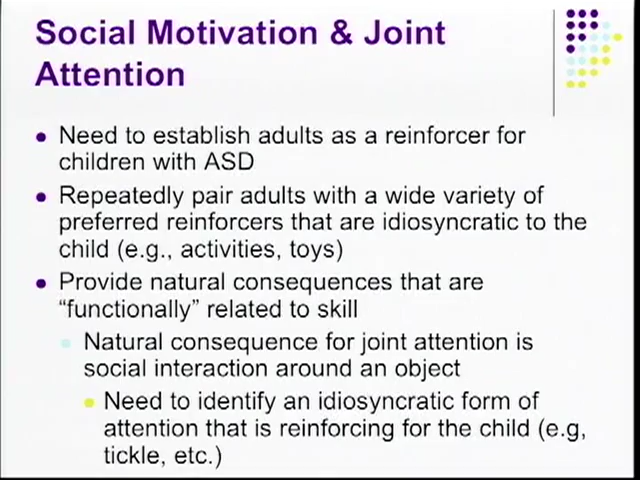 Social Motivation & Joint
Attention
Need to establish adults as a reinforcer for
children with ASD
Repeatedly pair adults with a wide variety of
preferred reinforcers that are idiosyncratic to the
child (e.g., activities, toys)
Provide natural consequences that are
“functionally” related to skill
Natural consequence for joint attention is
social interaction around an object
Need to identify an idiosyncratic form of
attention that is reinforcing for the child (e.g,
tickle, etc.)